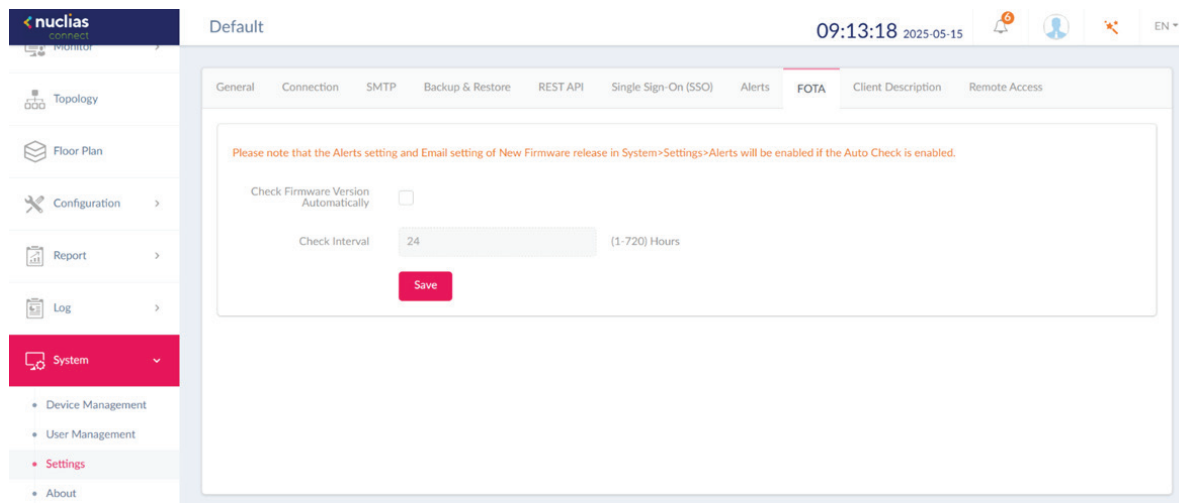 nuclias
connect
Default
09:13:18 2025-05-15
6
EN
Monitor
Topology
Floor Plan
Configuration
Report
Log
System
Device Management
User Management
Settings
About
General
Connection
SMTP
Backup & Restore
REST API
Single Sign-On (SSO)
Alerts
FOTA
Client Description
Remote Access
Please note that the Alerts setting and Email setting of New Firmware release in System>Settings>Alerts will be enabled if the Auto Check is enabled.
Check Firmware Version
Automatically
Check Interval
24
(1-720) Hours
Save